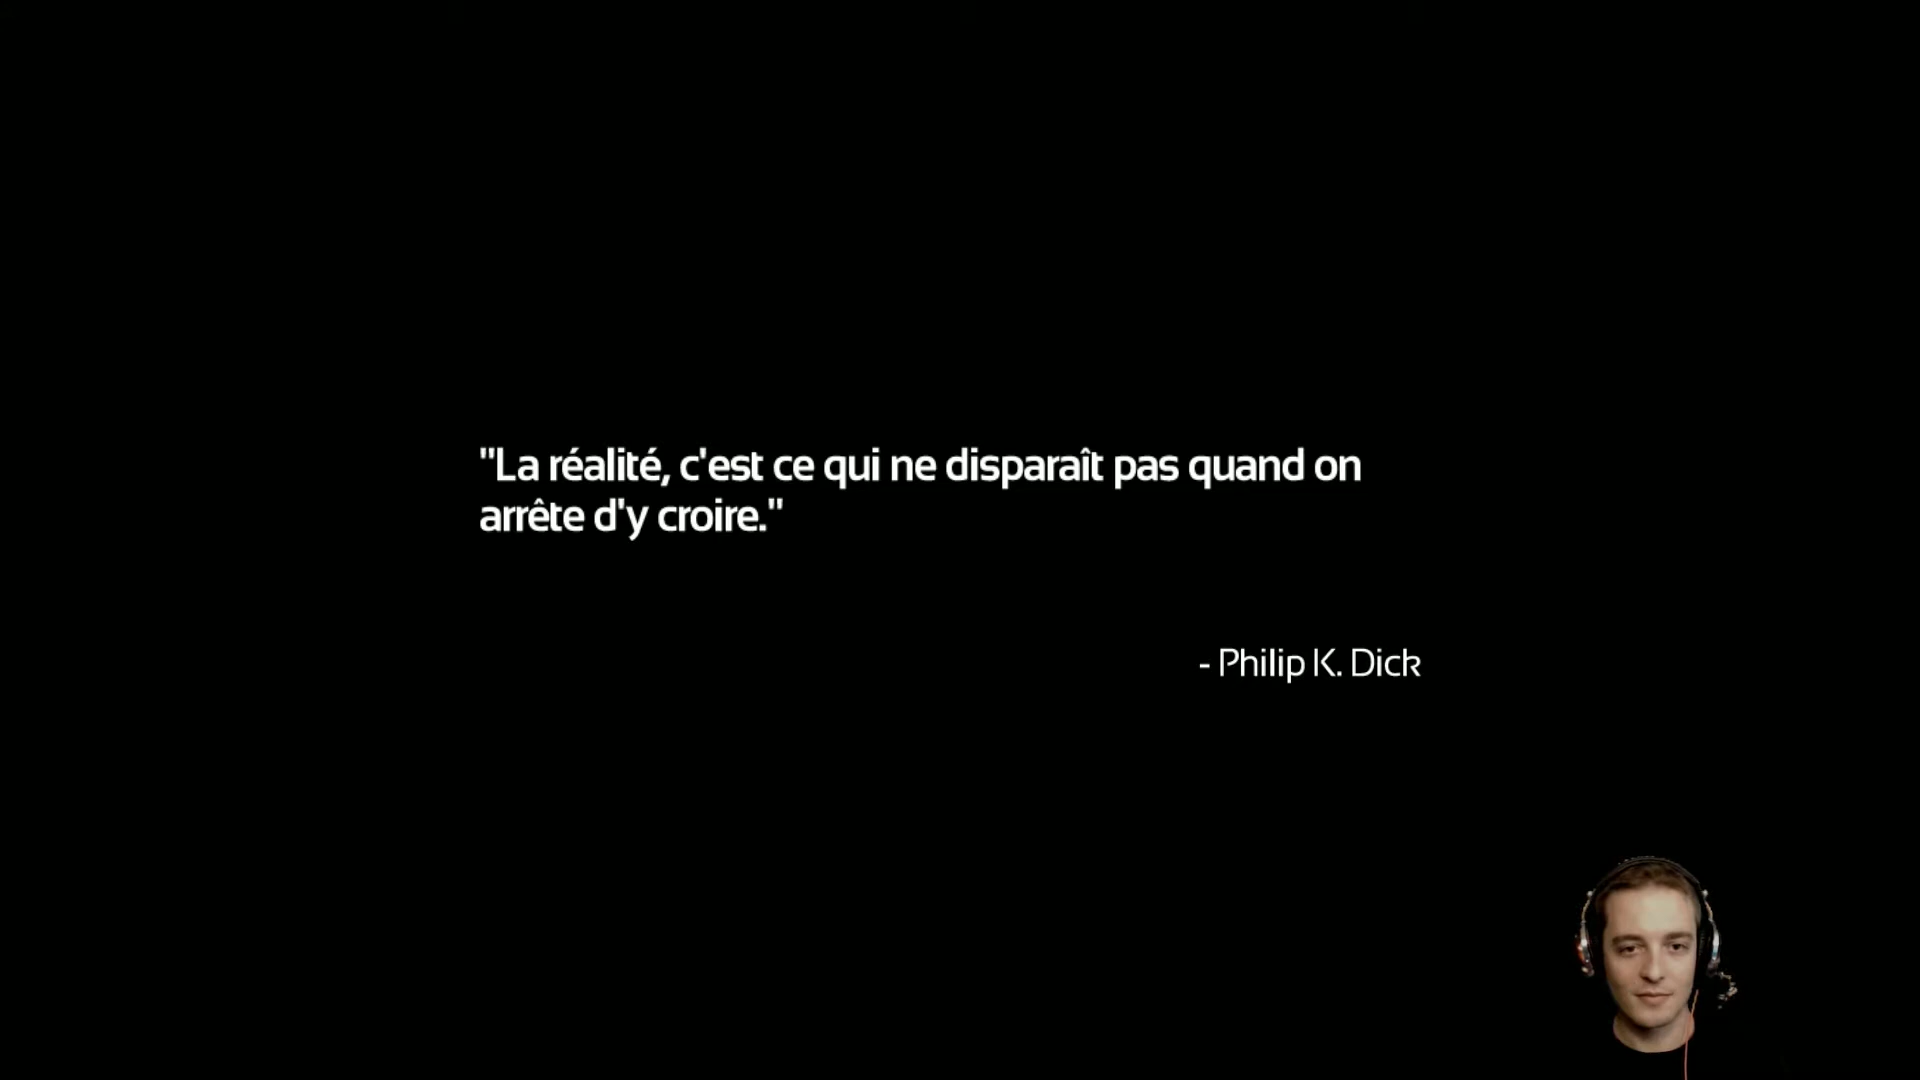 "La réalité, c'est ce qui ne disparaît pas quand on
arrête d'y croire."
- Philip K. Dick